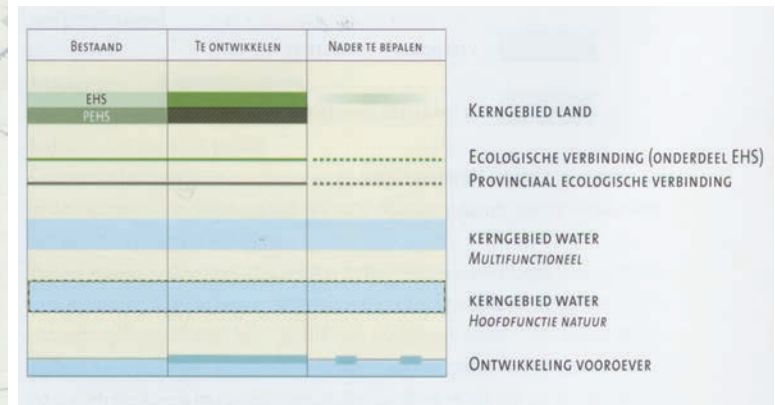 BESTAAND TE ONTWIKKELEN NADER TE BEPALEN
EHS
PEHS
KERNGEBIED LAND
ECOLOGISCHE VERBINDING (ONDERDEEL EHS)
PROVINCIAAL ECOLOGISCHE VERBINDING
KERNGEBIED WATER
MULTIFUNCTIONEEL
KERNGEBIED WATER
HOOFDFUNCTIE NATUUR
ONTWIKKELING VOOROEVER